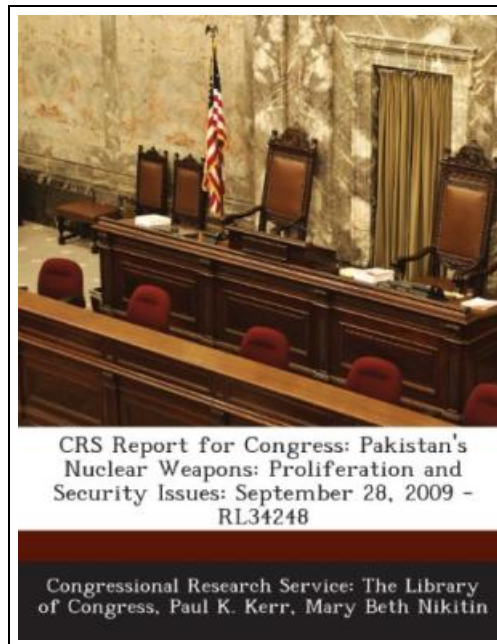 CRS Report for Congress: Pakistan's
Nuclear Weapons: Proliferation and
Security Issues: September 28, 2009 -
RL34248
Congressional Research Service: The Library
of Congress, Paul K. Kerr, Mary Beth Nikitin